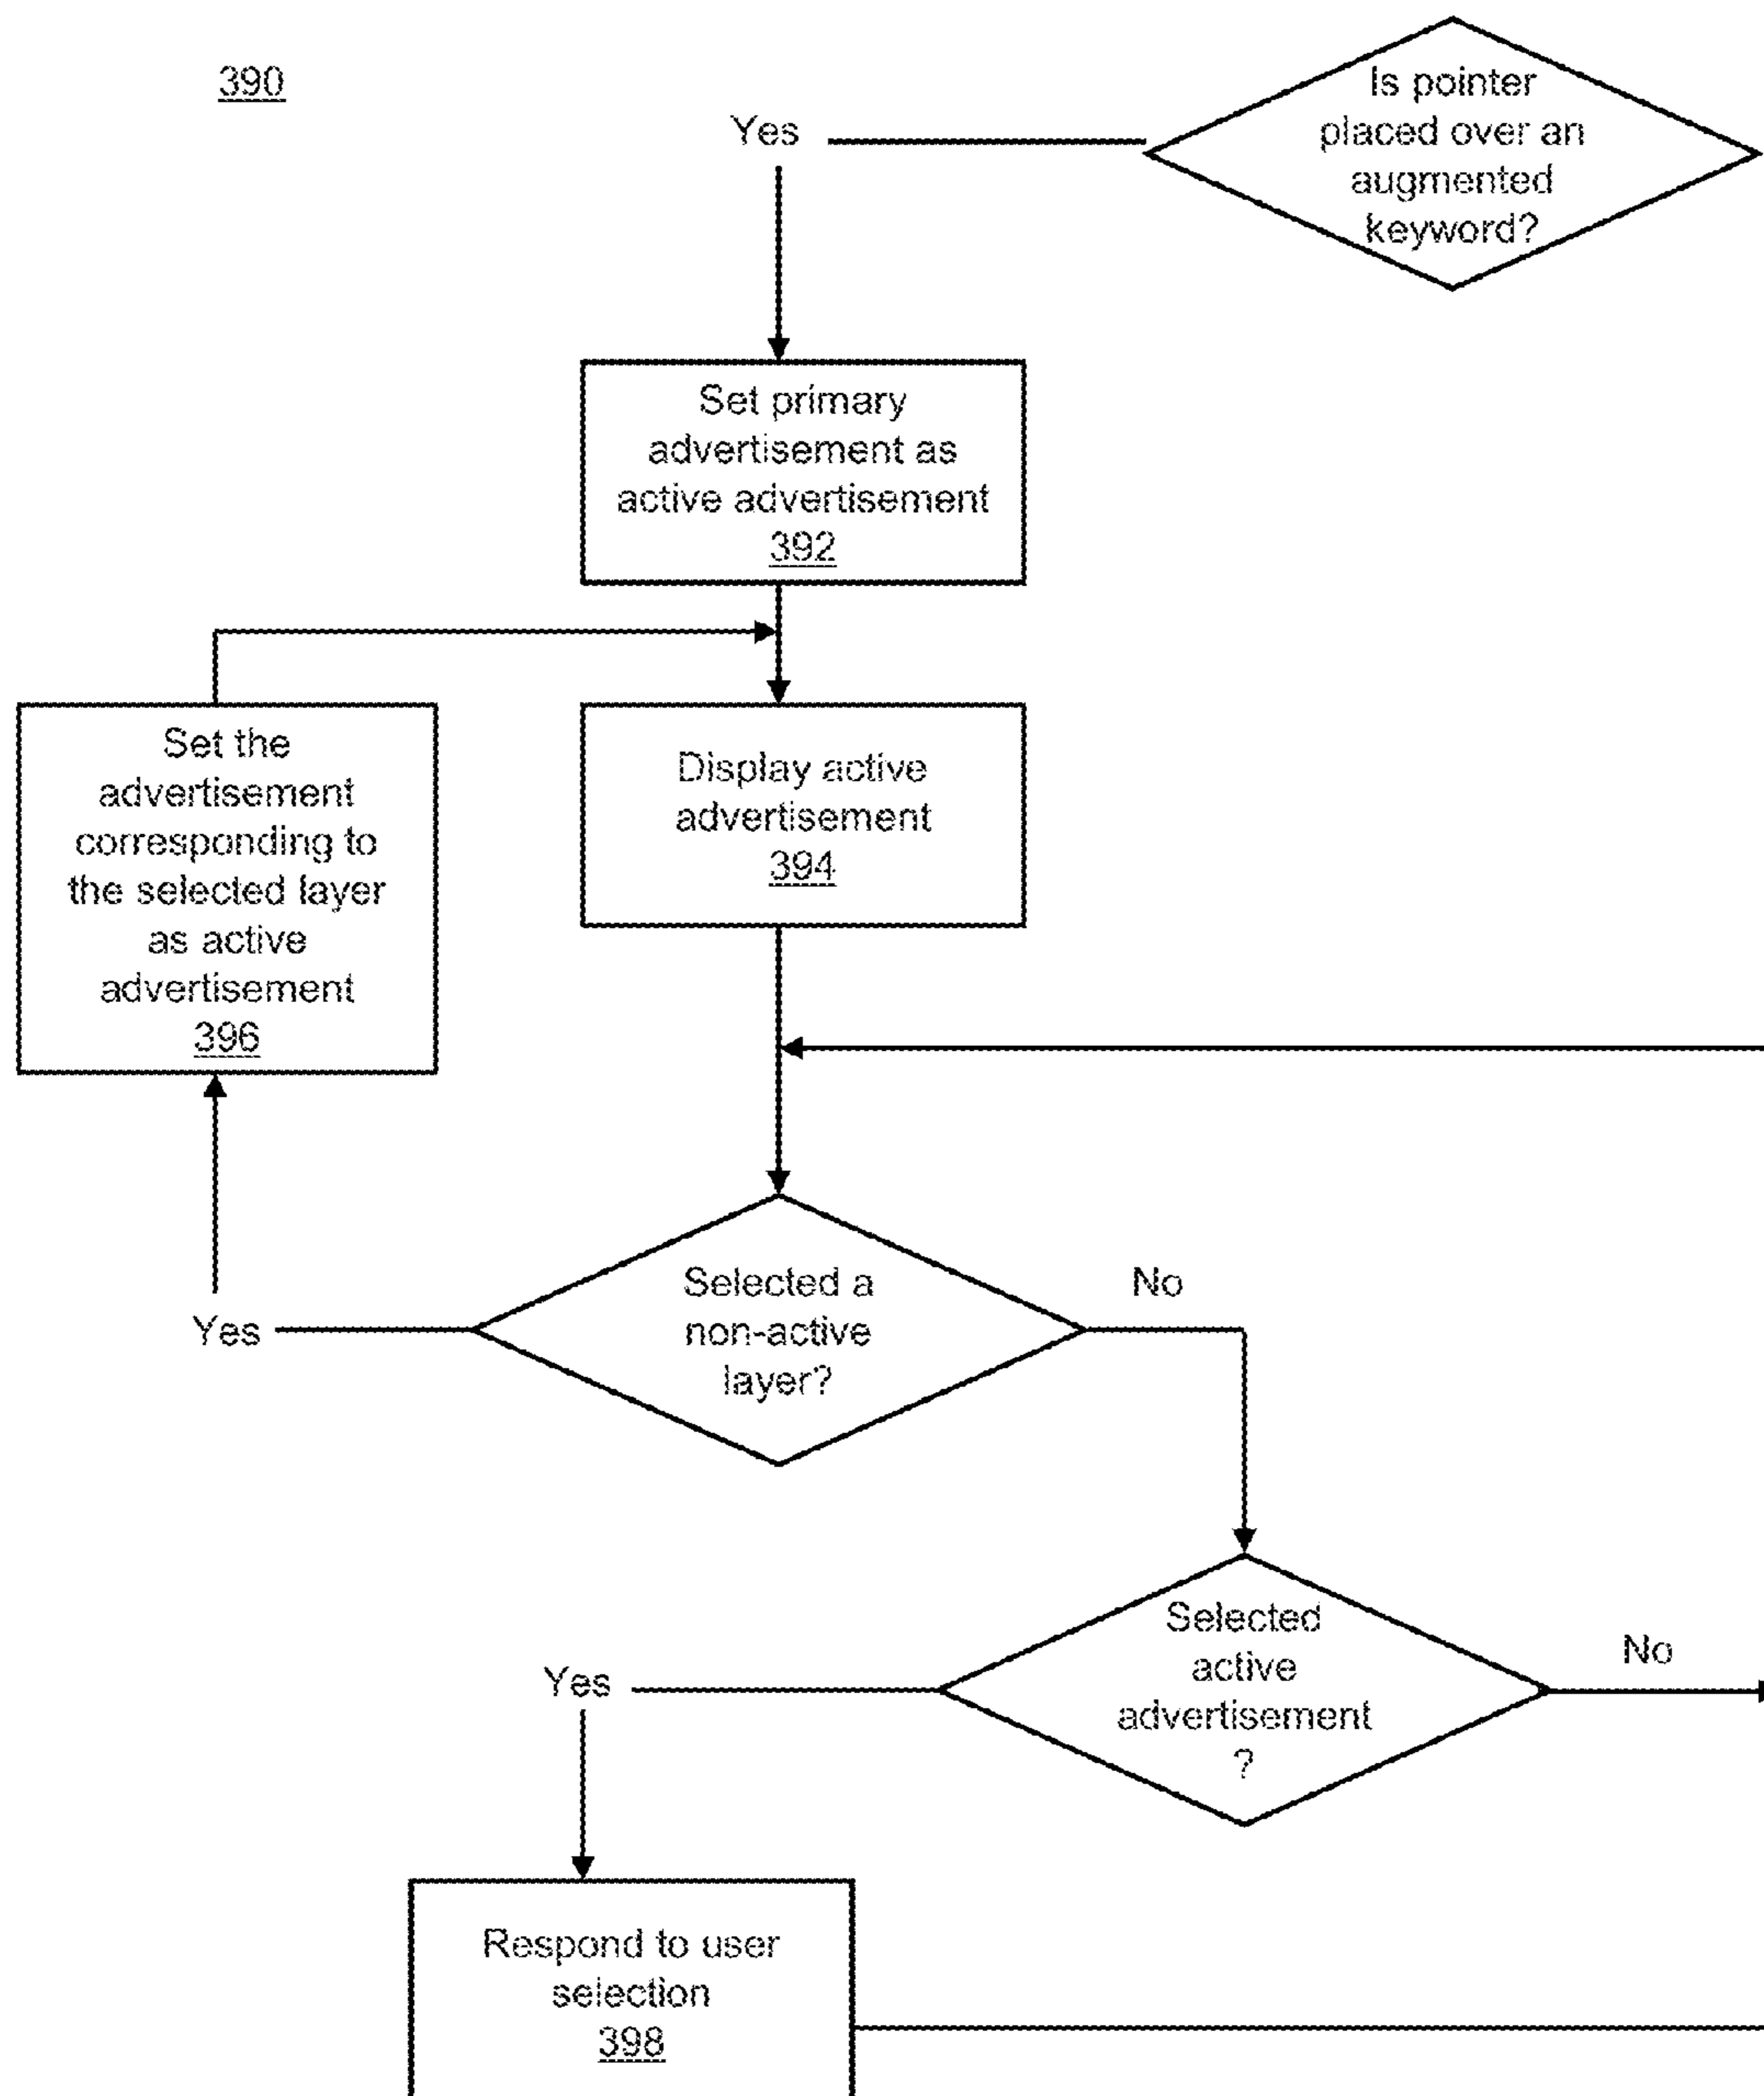 390
Is pointer
placed over an
augmented
keyword?
Yes
Set primary
advertisement as
active advertisement
392
Set the
advertisement
corresponding to
the selected layer
as active
advertisement
396
Display active
advertisement
394
Selected a
non-active
layer?
Yes
No
Selected
active
advertisement
?
Yes
No
Respond to user
selection
398